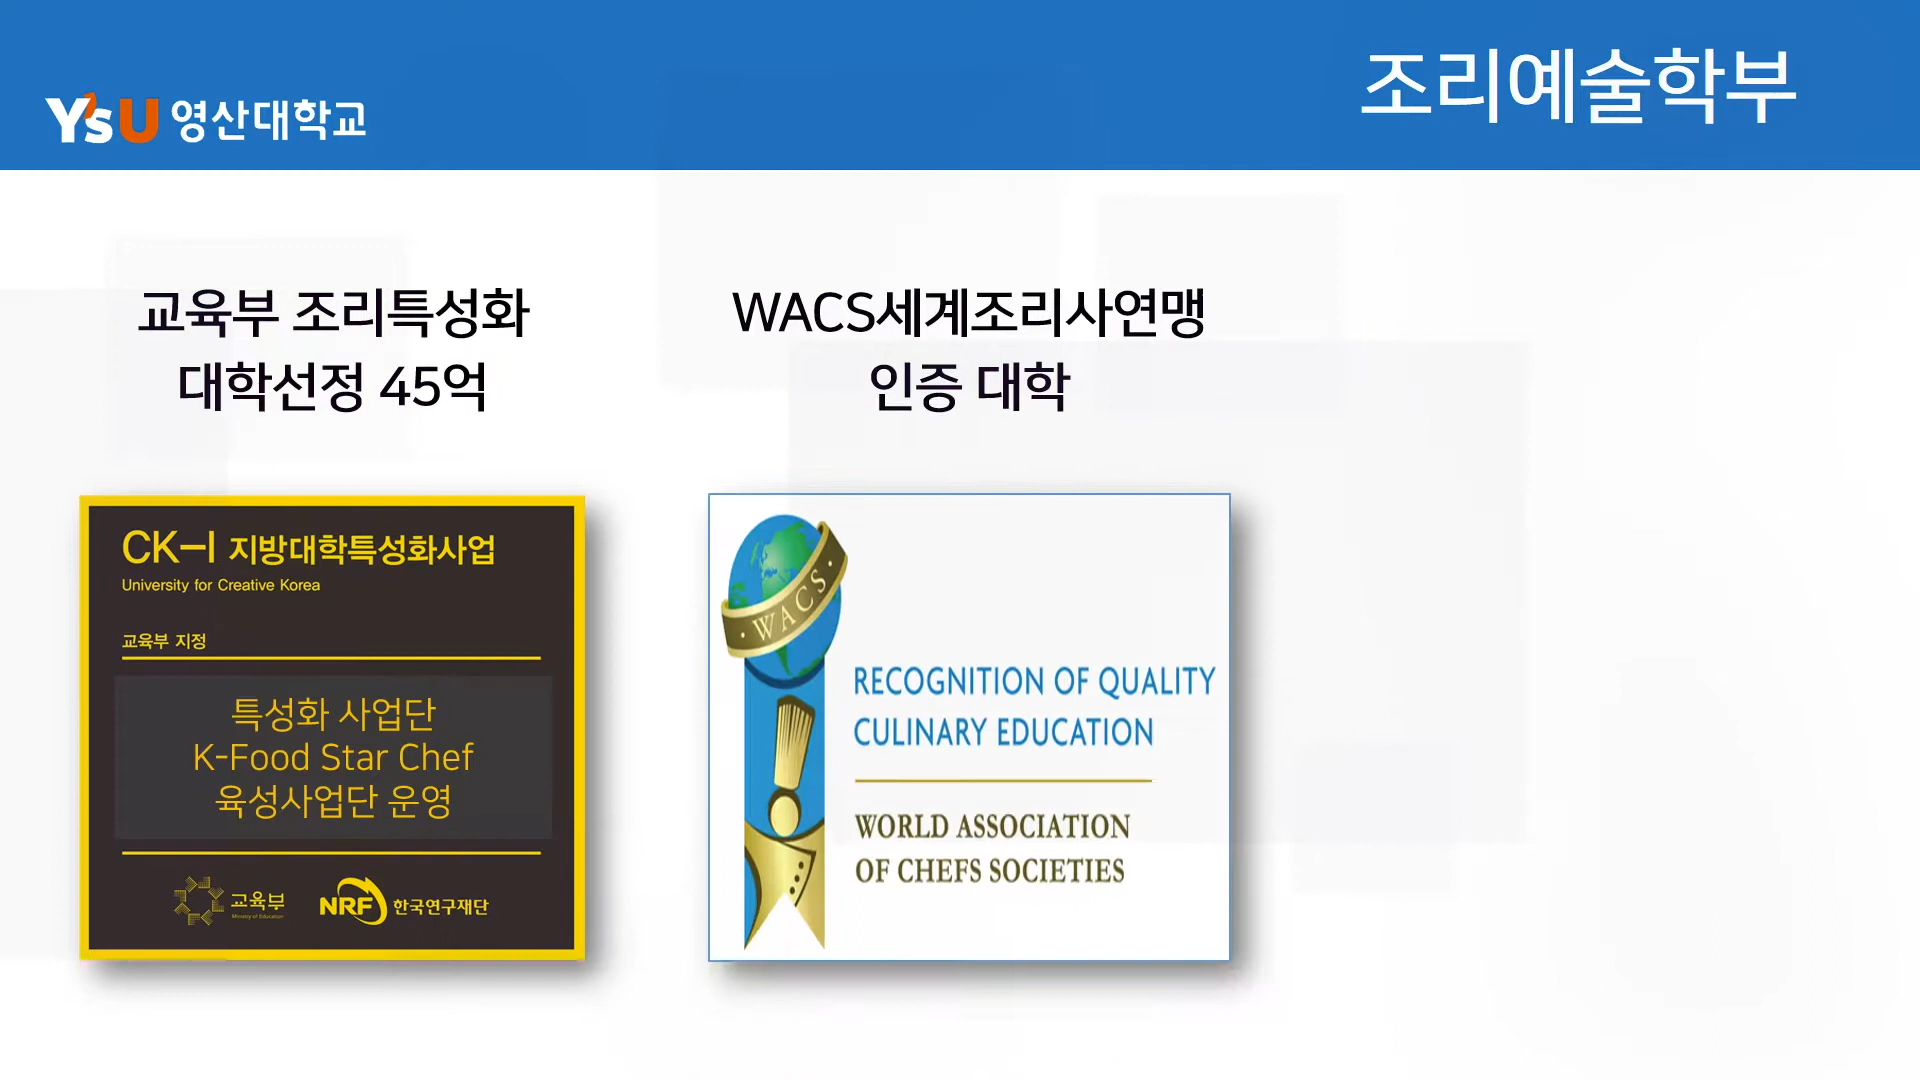 Y'sU 영산대학교
조리예술학부
교육부 조리특성화
대학선정 45억
WACS세계조리사연맹
인증 대학
CK-I 지방대학특성화사업
University for Creative Korea
교육부 지정
특성화 사업단
K-Food Star Chef
육성사업단 운영
교육부
Ministry of Education
NRF 한국연구재단
· WACS ·
RECOGNITION OF QUALITY
CULINARY EDUCATION
WORLD ASSOCIATION
OF CHEFS SOCIETIES